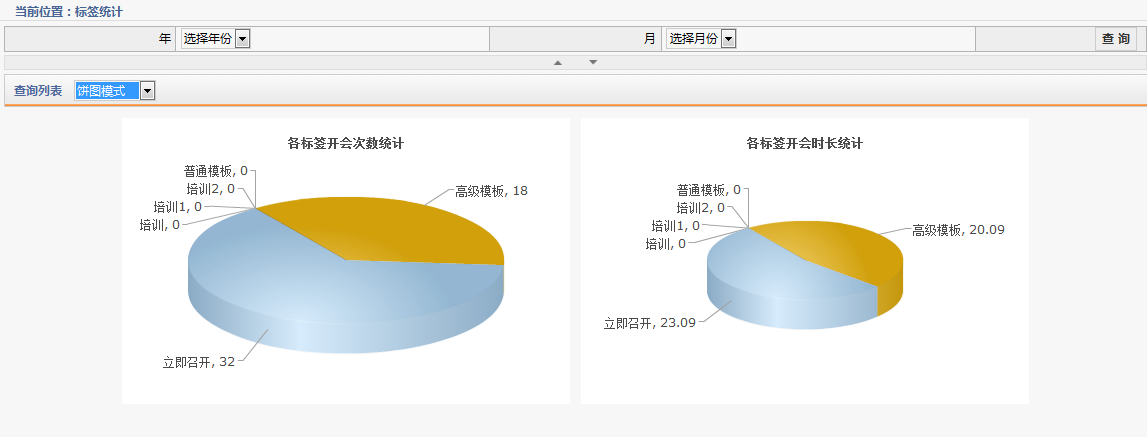 当前位置：标签统计
年 选择年份 月 选择月份 查 询
查询列表 饼图模式
各标签开会次数统计
普通模板, 0
培训2, 0
培训1, 0
培训, 0
高级模板, 18
立即召开, 32
各标签开会时长统计
普通模板, 0
培训2, 0
培训1, 0
培训, 0
高级模板, 20.09
立即召开, 23.09